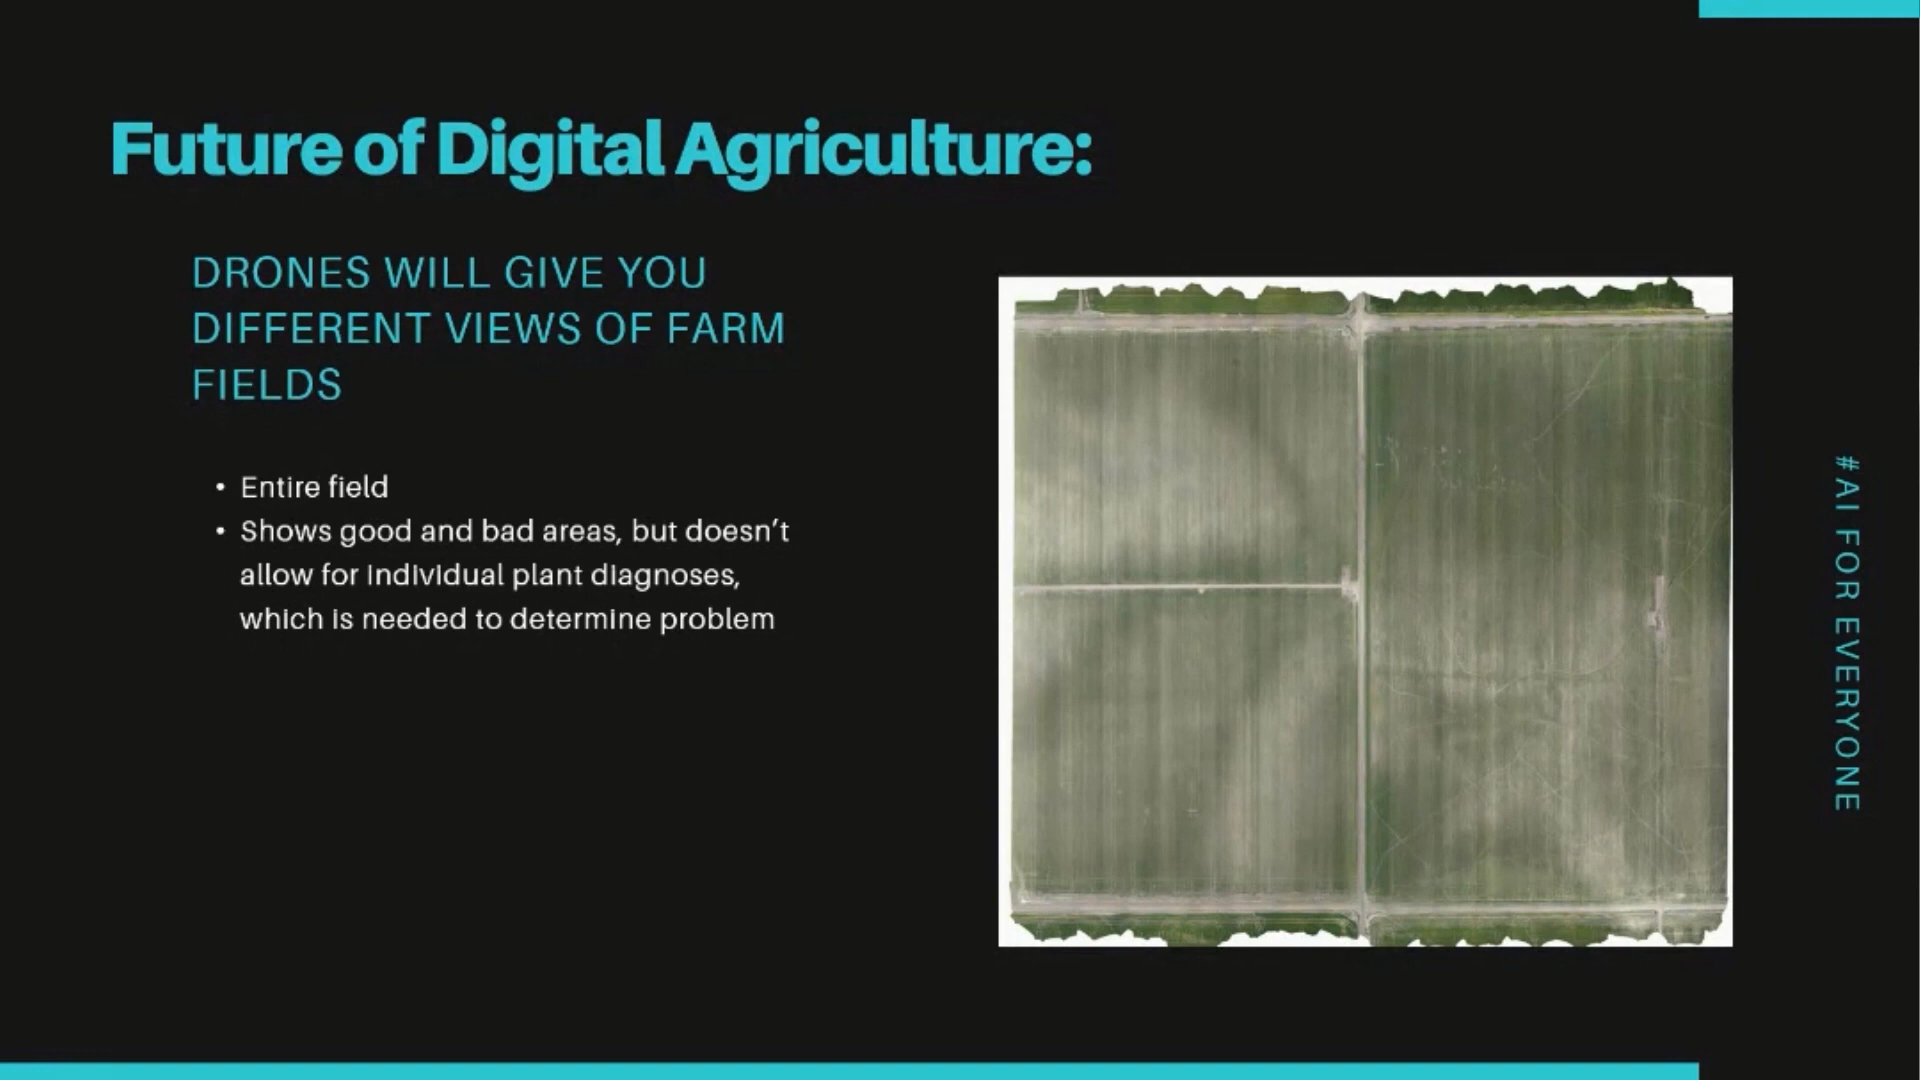 Future of Digital Agriculture:
DRONES WILL GIVE YOU
DIFFERENT VIEWS OF FARM
FIELDS
• Entire field
• Shows good and bad areas, but doesn’t
allow for individual plant diagnoses,
which is needed to determine problem
#AI FOR EVERYONE